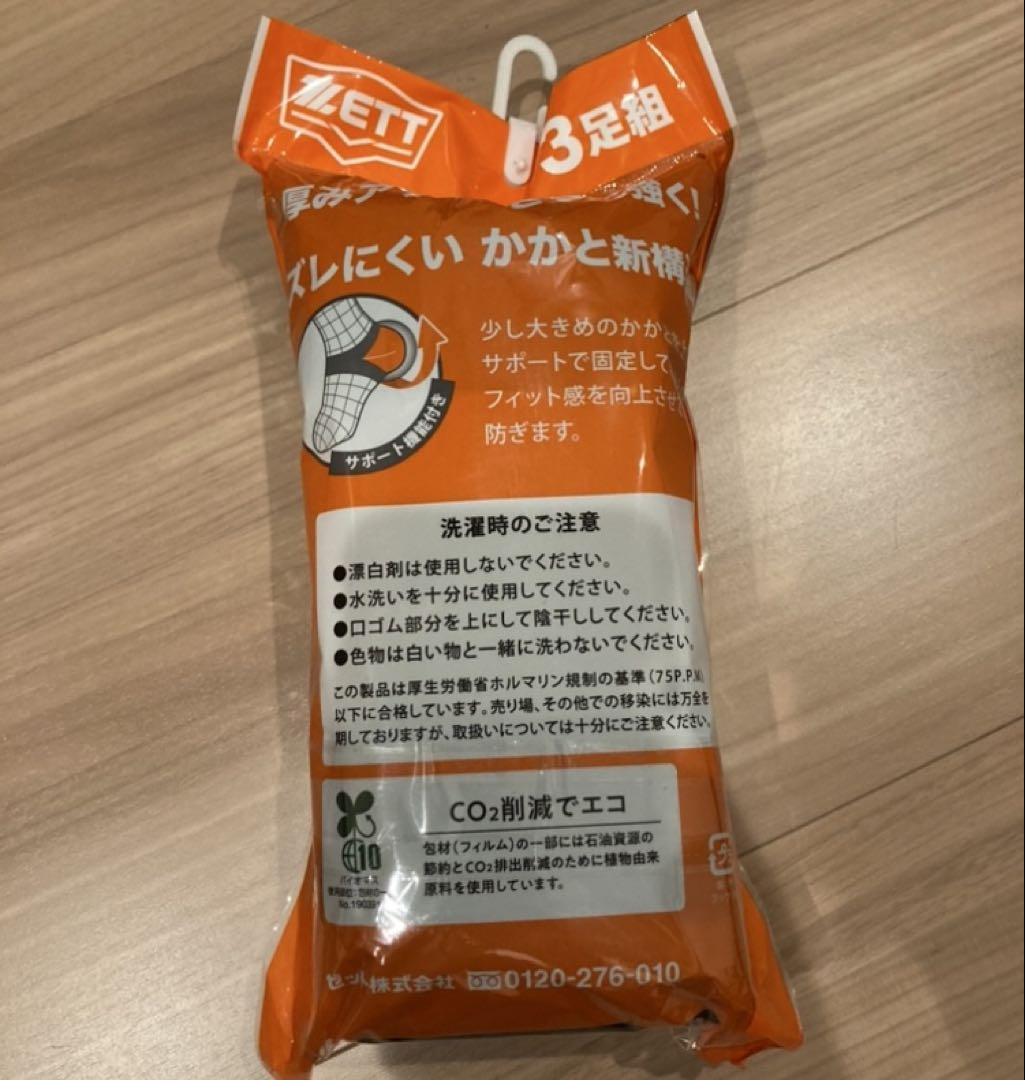 ZETT
3足組
厚みア 強く!
ズレにくい かかと新構
少し大きめのかかと
サポートで固定して
フィット感を向上させ
防ぎます。
サポート機能付き
洗濯時のご注意
●漂白剤は使用しないでください。
●水洗いを十分に使用してください。
●口ゴム部分を上にして陰干ししてください。
●色物は白い物と一緒に洗わないでください。
この製品は厚生労働省ホルマリン規制の基準(75P.P.M)
以下に合格しています。売り場、その他での移染には万全を
期しておりますが、取扱いについては十分にご注意ください。
CO2削減でエコ
包材(フィルム)の一部には石油資源の
節約とCO2排出削減のために植物由来
原料を使用しています。
10
バイオマス
株式会社 0120-276-010